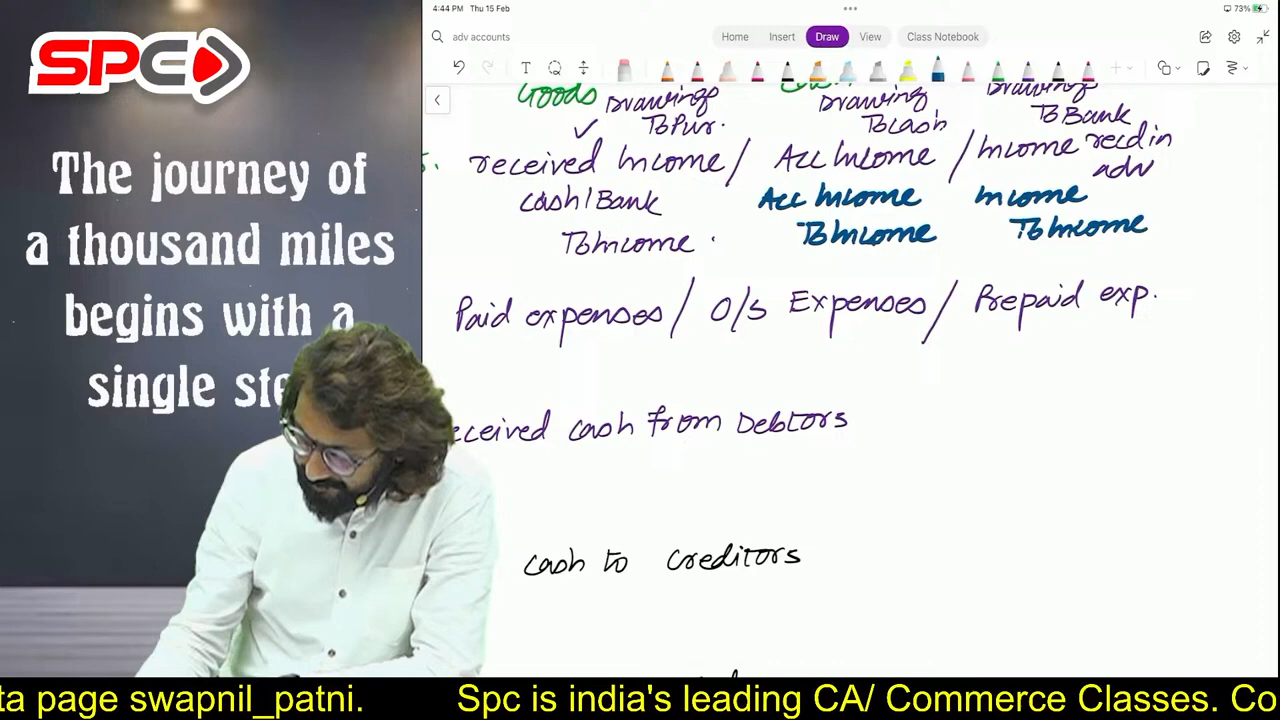 4:44 PM Thu 15 Feb
73%
SPC
adv accounts
Home Insert Draw View Class Notebook
The journey of
a thousand miles
begins with a
single ste
Goods Drawings Drawing Drawings
To Pur. To Cash To Bank
5. received Income / Acc Income / Income recd in
adv
Cash/Bank Acc Income Income
To Income To Income To Income
Paid expenses / O/S Expenses / Prepaid exp.
eceived cash from Debtors
cash to creditors
ta page swapnil_patni. Spc is india's leading CA/ Commerce Classes. Co